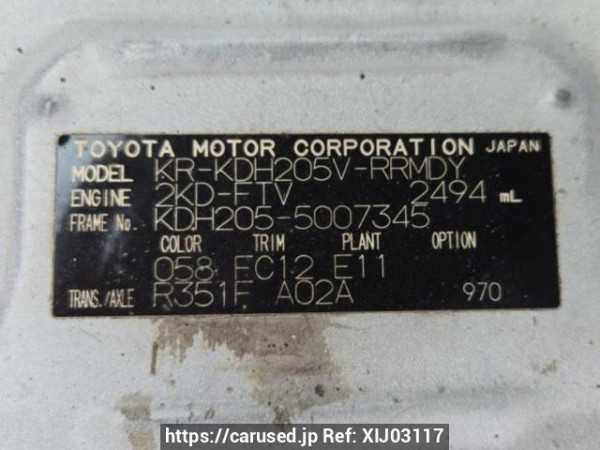 TOYOTA MOTOR CORPORATION JAPAN
MODEL KR-KDH205V-RRMDY
ENGINE 2KD-FTV 2494 mL
FRAME No. KDH205-5007345
COLOR TRIM PLANT OPTION
058 FC12 E11
TRANS./AXLE R351F A02A 970
https://carused.jp Ref: XIJ03117